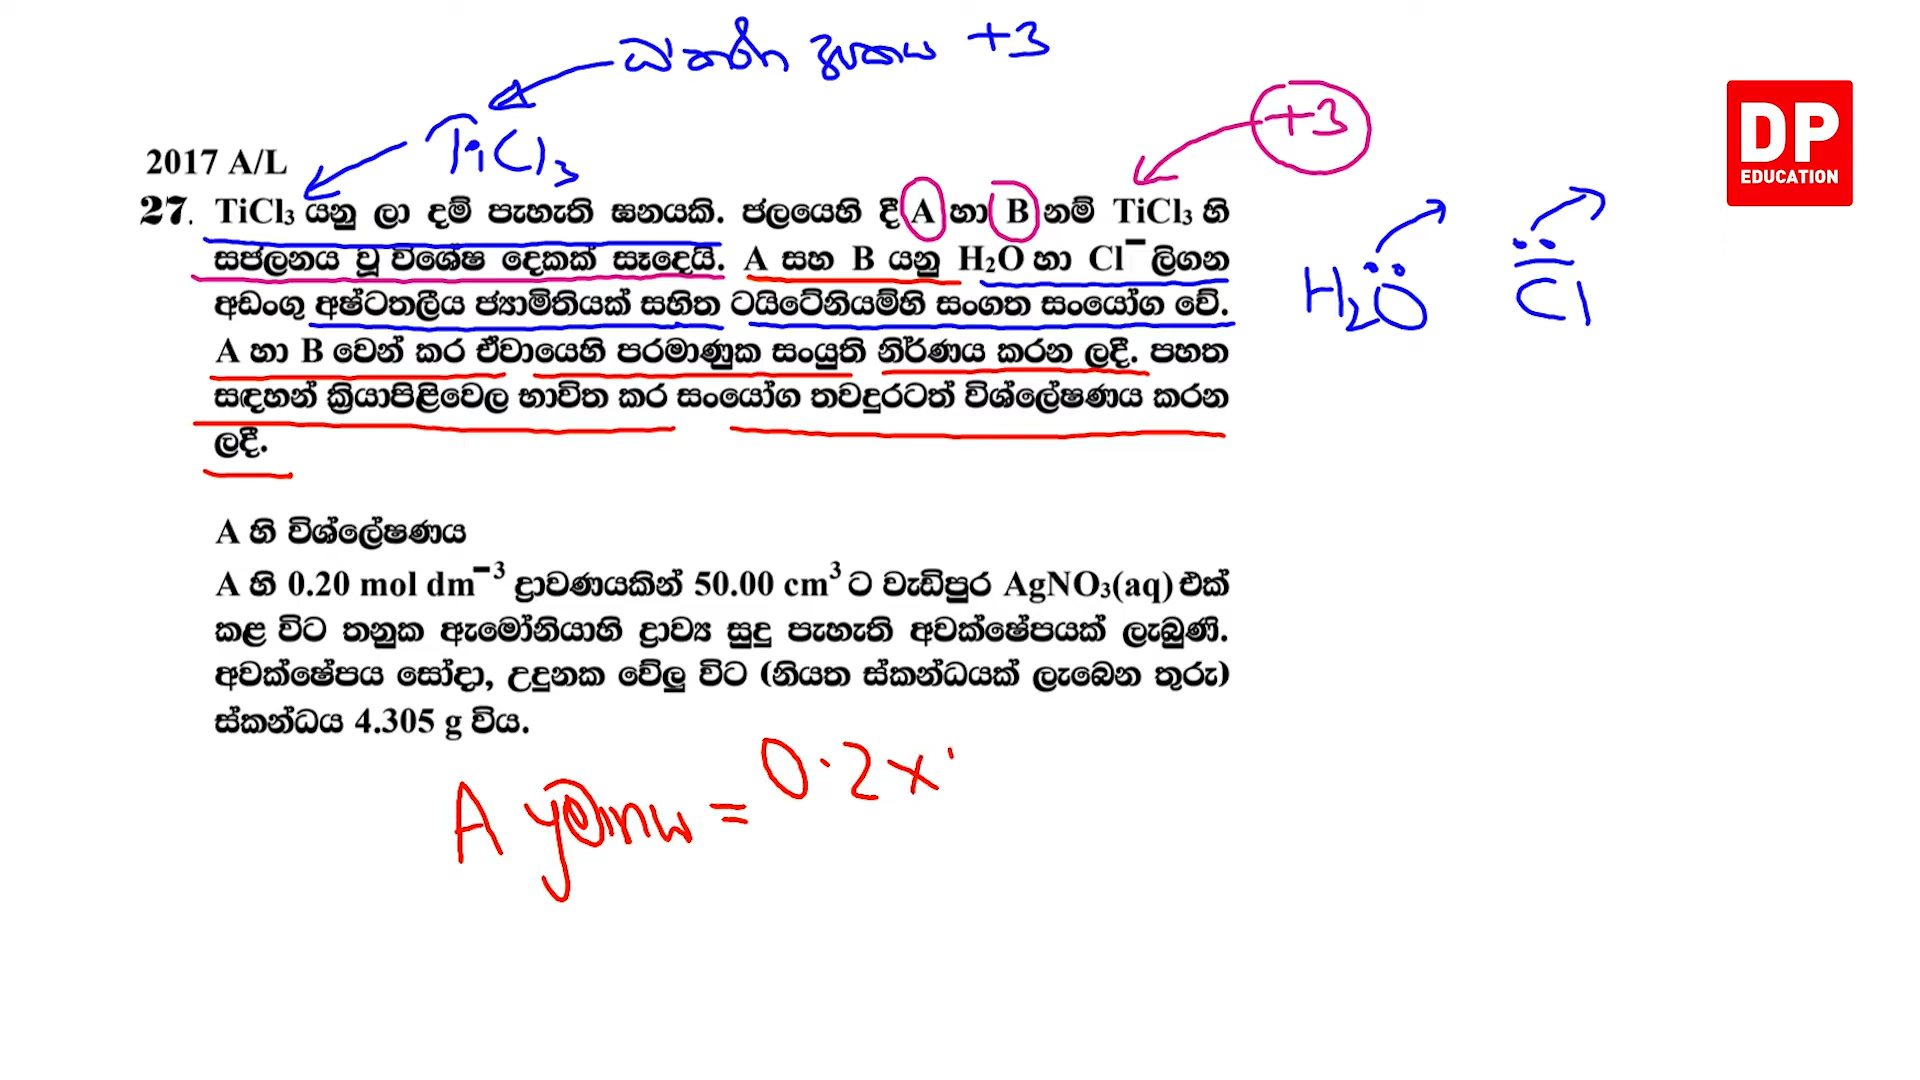 ස්තරී අංකය +3
+3
TiCl3
2017 A/L
27. TiCl₃ යනු ලා දම් පැහැති ඝනයකි. ජලයෙහි දී A හා B නම් TiCl₃ හි
සජලනය වූ විශේෂ දෙකක් සෑදෙයි. A සහ B යනු H₂O හා Cl⁻ ලිගන
අඩංගු අෂ්ටතලීය ජ්‍යාමිතියක් සහිත ටයිටේනියම්හි සංගත සංයෝග වේ.
A හා B වෙන් කර ඒවායෙහි පරමාණුක සංයුති නිර්ණය කරන ලදී. පහත
සඳහන් ක්‍රියාපිළිවෙල භාවිත කර සංයෝග තවදුරටත් විශ්ලේෂණය කරන
ලදී.
H2O Cl
DP
EDUCATION
A හි විශ්ලේෂණය
A හි 0.20 mol dm⁻³ ද්‍රාවණයකින් 50.00 cm³ ට වැඩිපුර AgNO₃(aq) එක්
කළ විට තනුක ඇමෝනියාහි ද්‍රාව්‍ය සුදු පැහැති අවක්ෂේපයක් ලැබුණි.
අවක්ෂේපය සෝදා, උදුනක වේලු විට (නියත ස්කන්ධයක් ලැබෙන තුරු)
ස්කන්ධය 4.305 g විය.
A = 0.2 ×